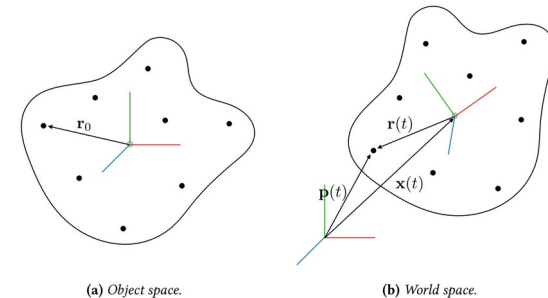 r₀
r(t)
p(t)
x(t)
(a) Object space.
(b) World space.